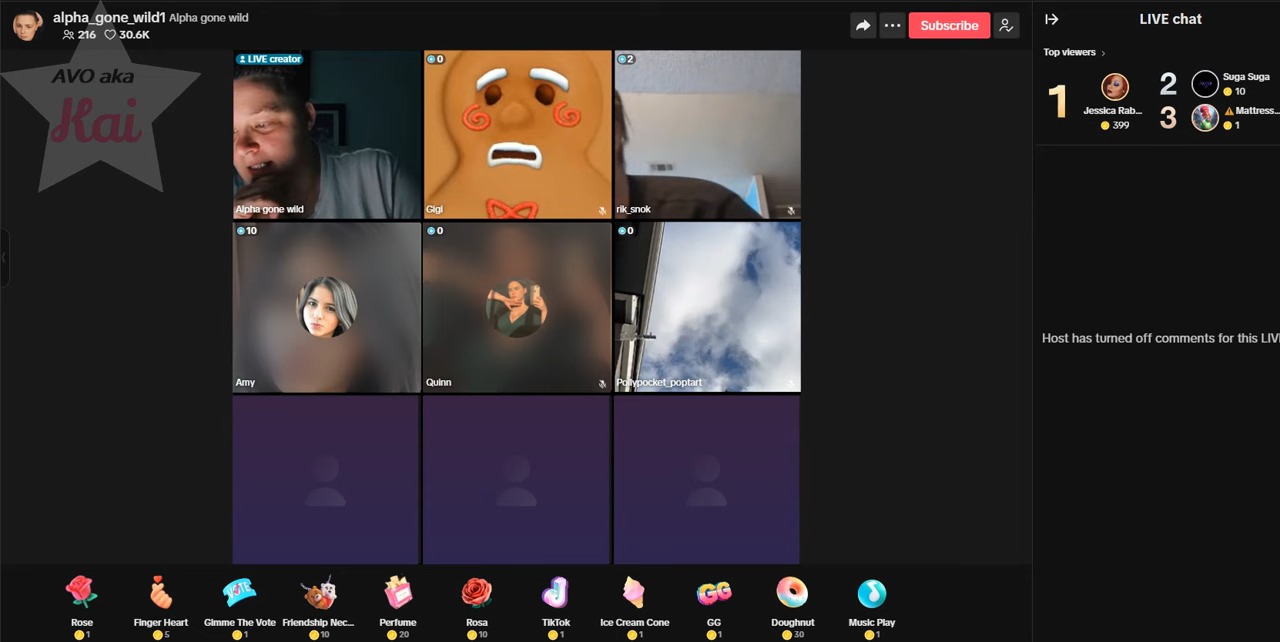 alpha_gone_wild1 Alpha gone wild
216 30.6K
Subscribe
AVO aka
Kai
LIVE creator
0
2
Alpha gone wild
Gigi
rik_snok
10
0
0
Amy
Quinn
Pollypocket_poptart
LIVE chat
Top viewers
1
Jessica Rab...
399
2
Suga Suga
10
3
Mattress...
1
Host has turned off comments for this LIV
VOTE
GG
Rose
1
Finger Heart
5
Gimme The Vote
1
Friendship Nec...
10
Perfume
20
Rosa
10
TikTok
1
Ice Cream Cone
1
GG
1
Doughnut
30
Music Play
1